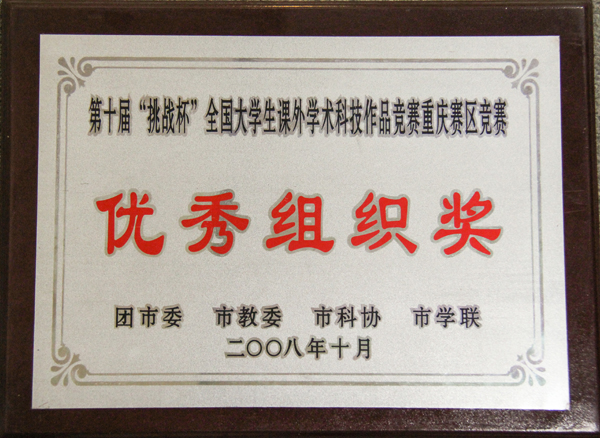 第十届“挑战杯”全国大学生课外学术科技作品竞赛重庆赛区竞赛
优秀组织奖
团市委 市教委 市科协 市学联
二〇〇八年十月